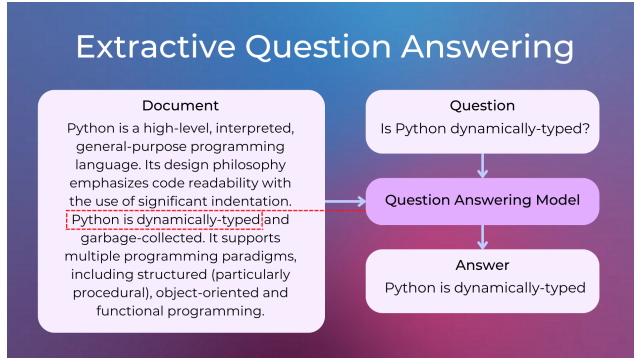 Extractive Question Answering
Document
Python is a high-level, interpreted,
general-purpose programming
language. Its design philosophy
emphasizes code readability with
the use of significant indentation.
Python is dynamically-typed and
garbage-collected. It supports
multiple programming paradigms,
including structured (particularly
procedural), object-oriented and
functional programming.
Question
Is Python dynamically-typed?
Question Answering Model
Answer
Python is dynamically-typed